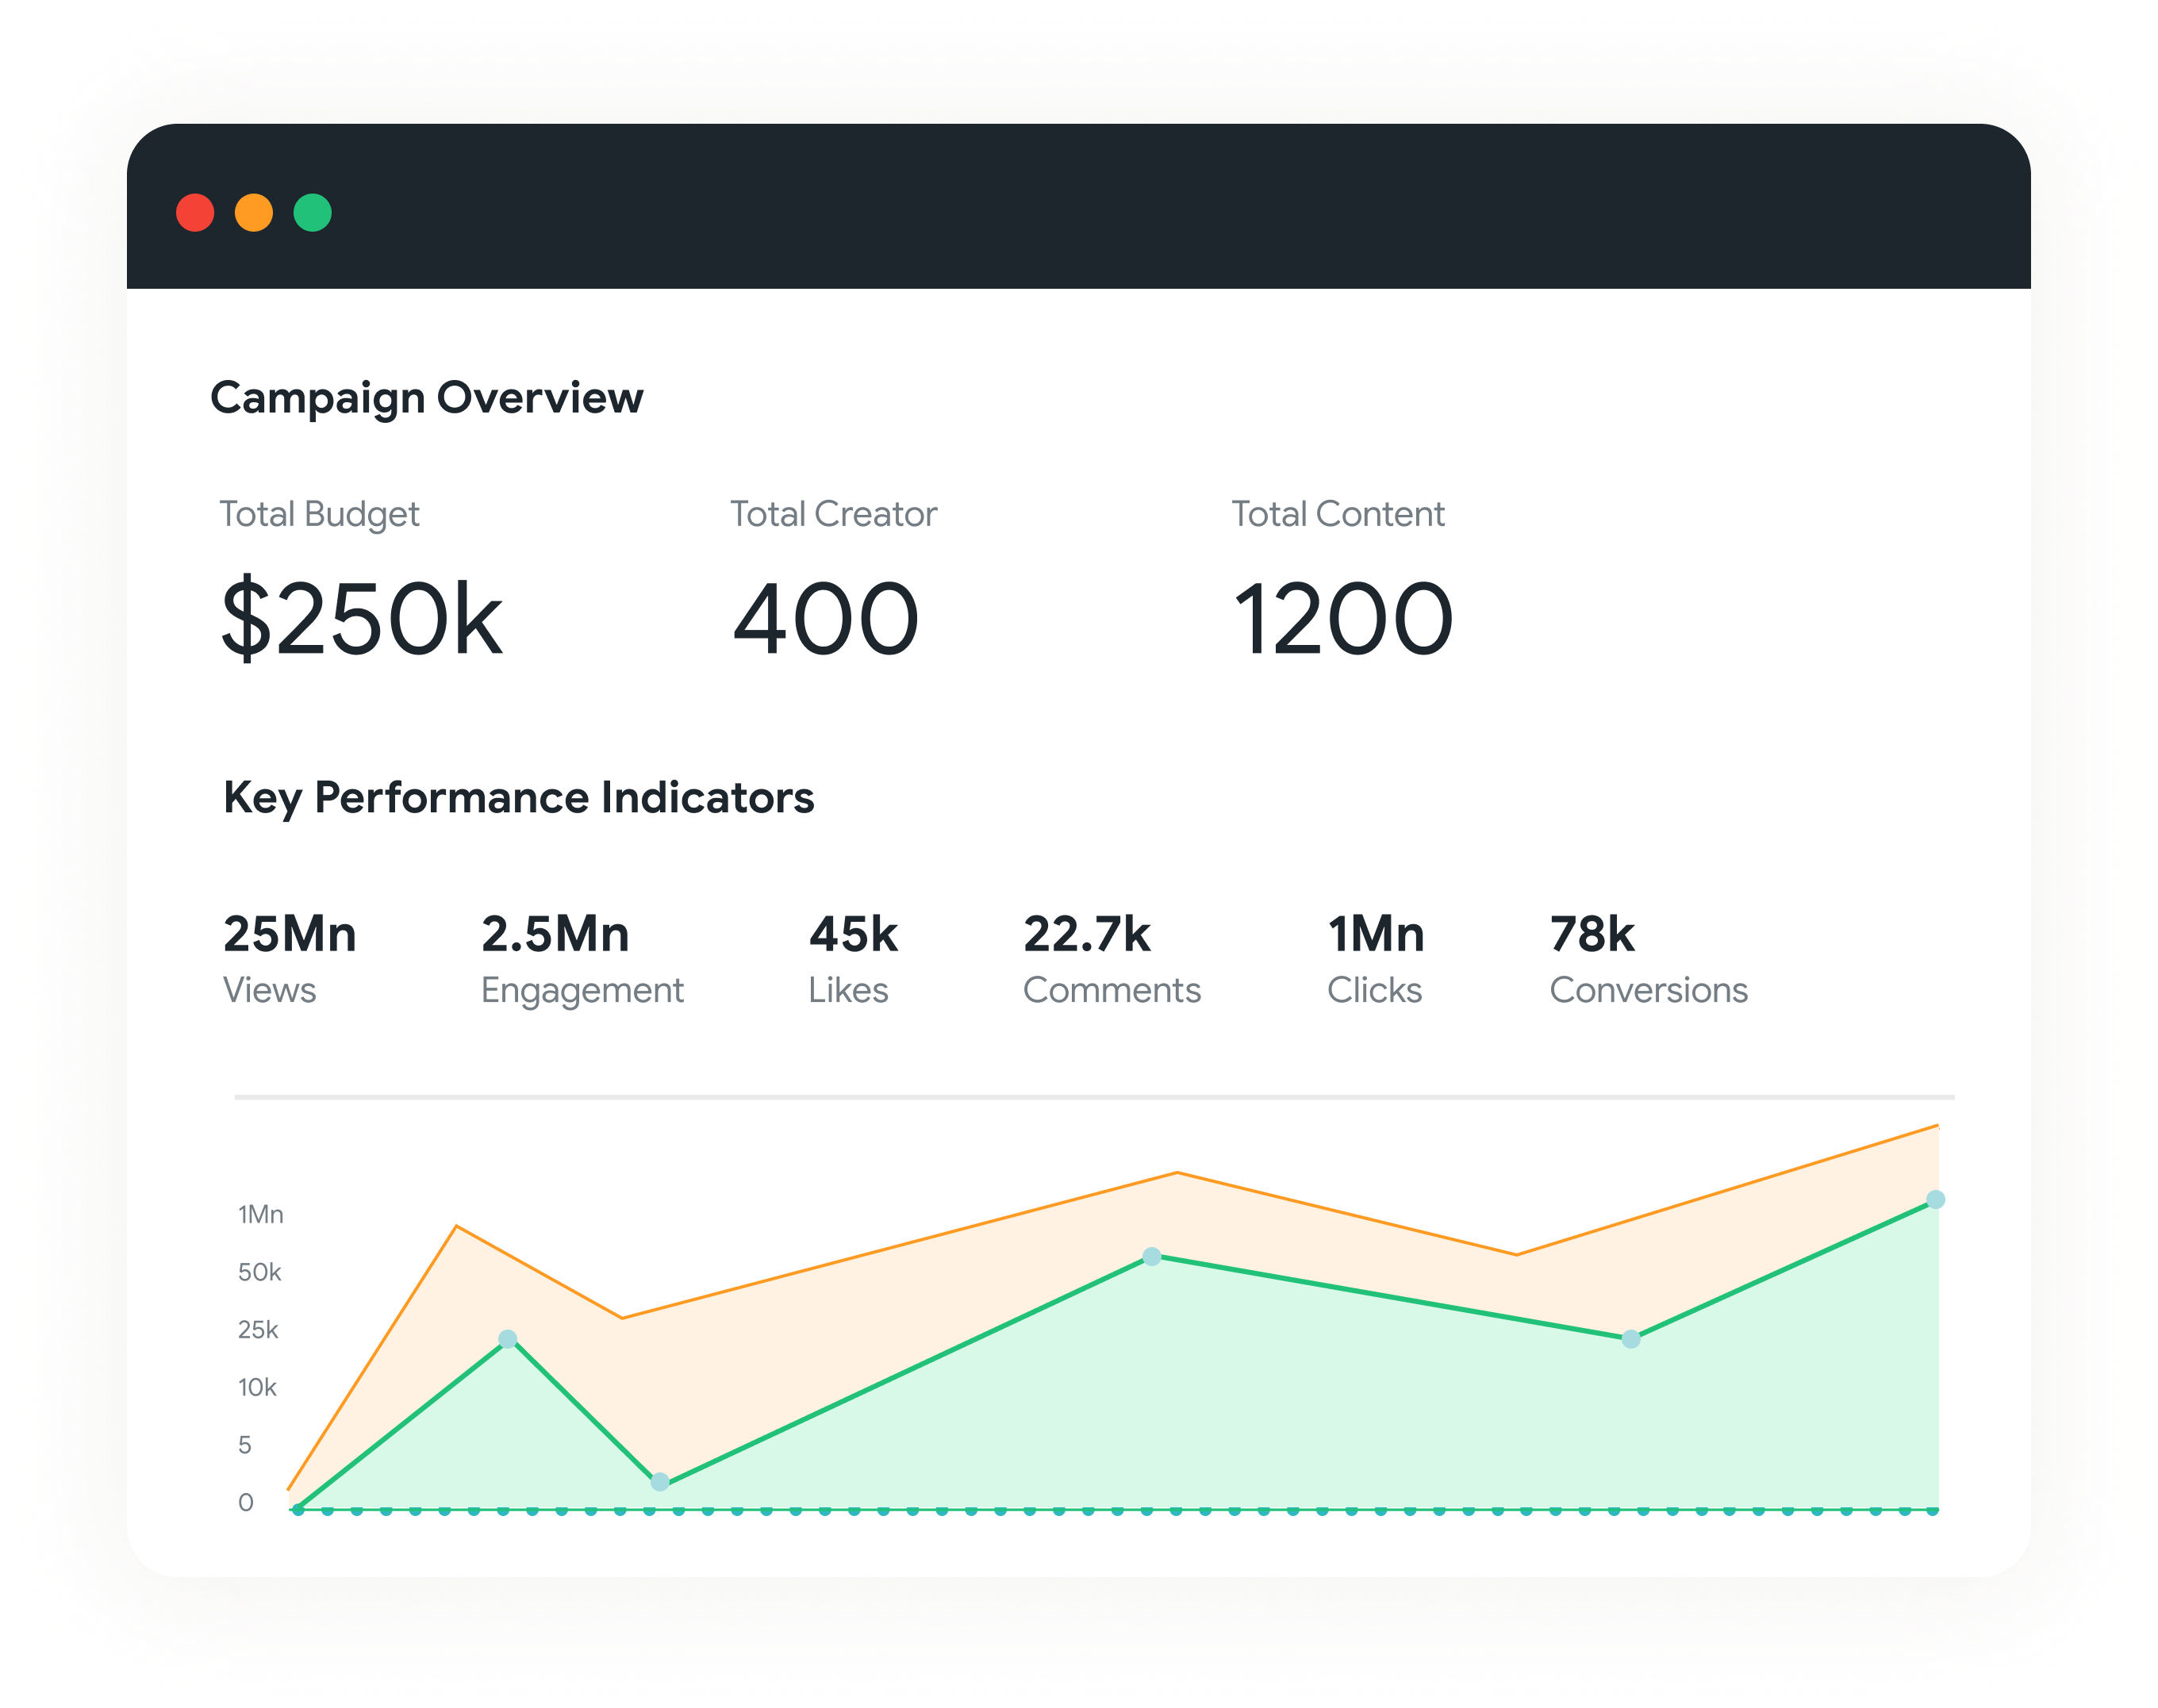 Campaign Overview
Total Budget Total Creator Total Content
$250k 400 1200
Key Performance Indicators
25Mn 2.5Mn 45k 22.7k 1Mn 78k
Views Engagement Likes Comments Clicks Conversions
1Mn
50k
25k
10k
5
0